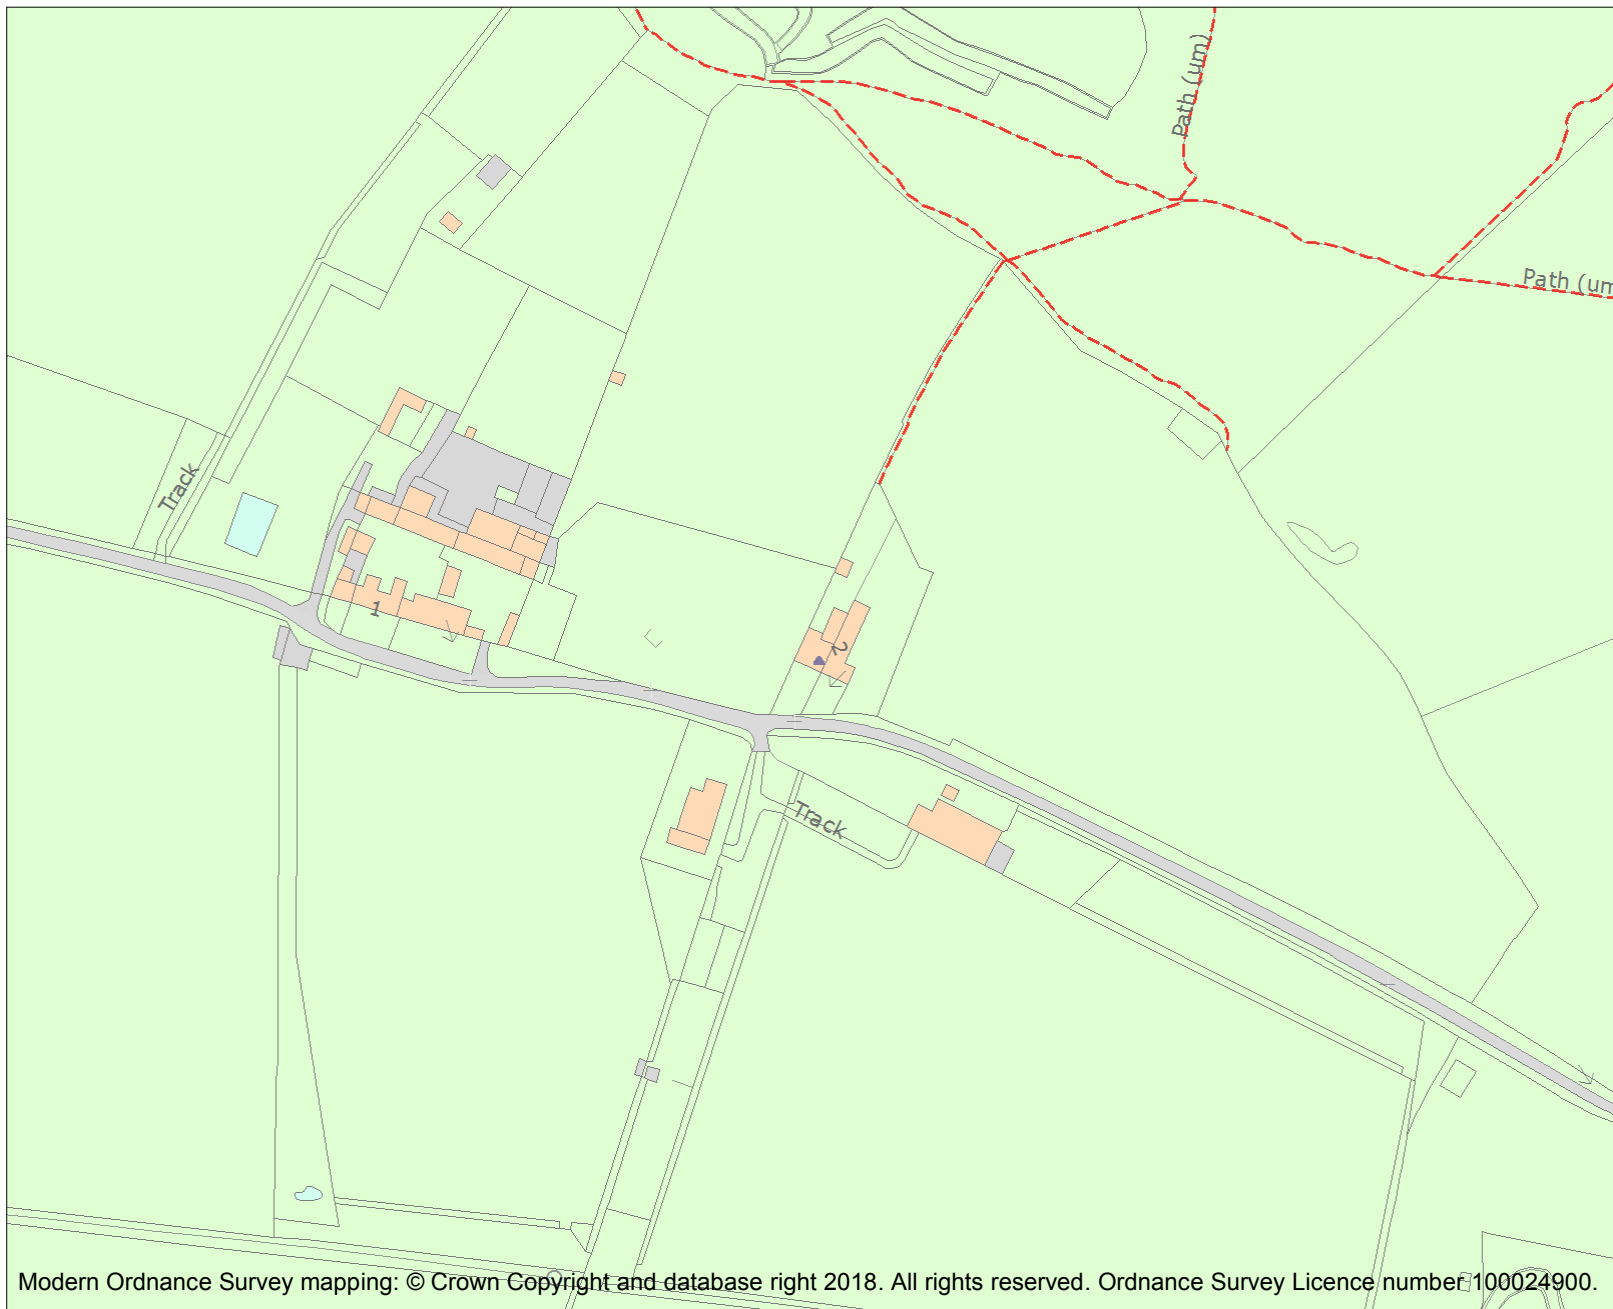 Path (um)
Path (um
Track
1
2
Track
Modern Ordnance Survey mapping: © Crown Copyright and database right 2018. All rights reserved. Ordnance Survey Licence number 100024900.